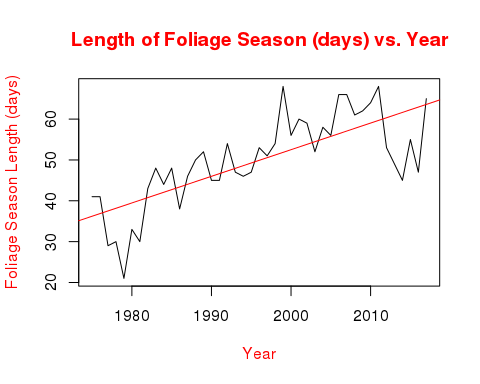 Length of Foliage Season (days) vs. Year
Foliage Season Length (days)
60
50
40
30
20
1980 1990 2000 2010
Year